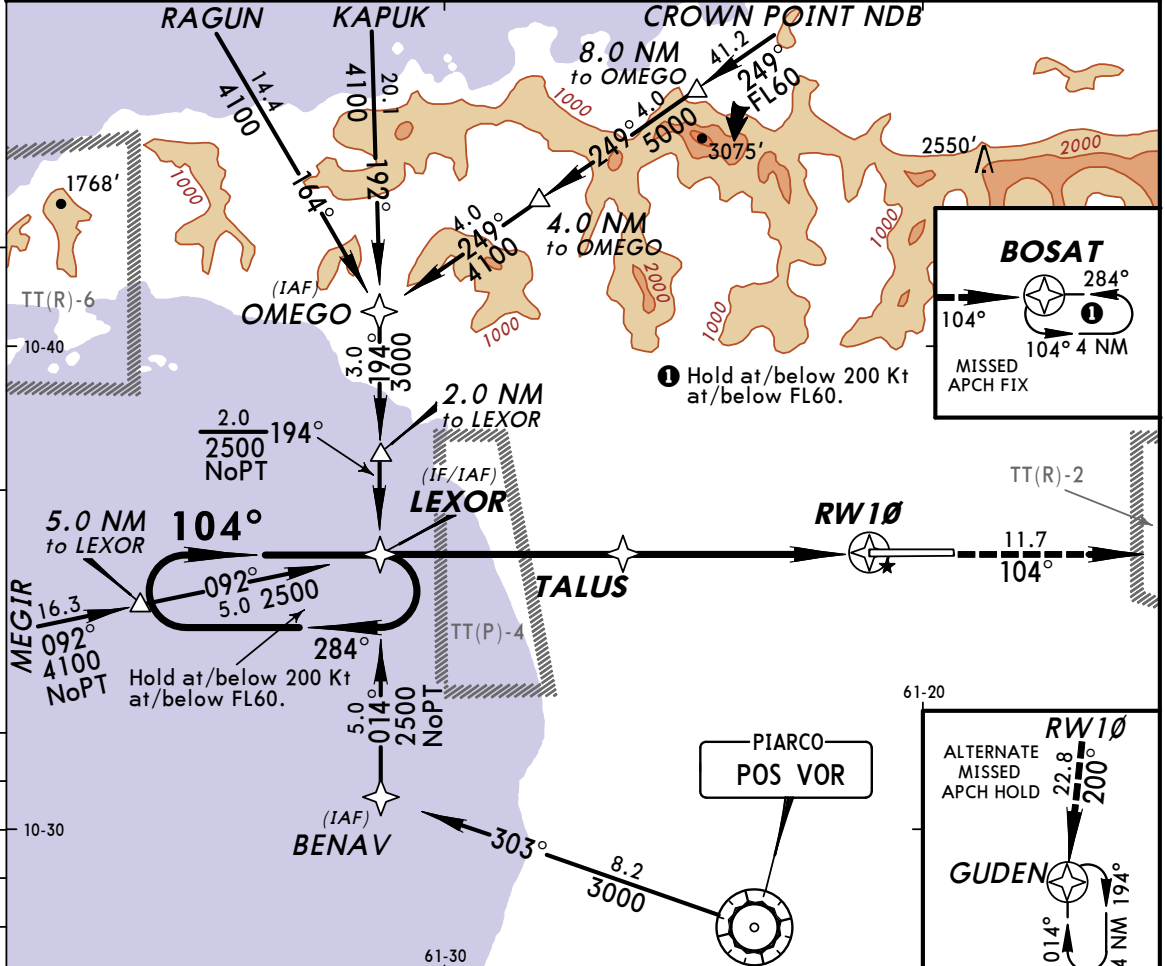 RAGUN
KAPUK
CROWN POINT NDB
14.4
4100
164°
20.1
4100
192°
8.0 NM
to OMEGO
41.2
249°
FL60
4.0
249°
5000
1000
3075'
2550'
2000
1768'
1000
4.0 NM
to OMEGO
4.0
249°
4100
2000
1000
1000
1000
TT(R)-6
(IAF)
OMEGO
10-40
3.0
194°
3000
BOSAT
284°
104°
1
104° 4 NM
MISSED
APCH FIX
1 Hold at/below 200 Kt
at/below FL60.
2.0 NM
to LEXOR
2.0
2500
NoPT
194°
(IF/IAF)
LEXOR
TT(R)-2
5.0 NM
to LEXOR
104°
RW10
11.7
104°
TALUS
MEGIR
16.3
092°
4100
NoPT
092°
5.0 2500
284°
TT(P)-4
Hold at/below 200 Kt
at/below FL60.
5.0
014°
2500
NoPT
61-20
PIARCO
POS VOR
10-30
(IAF)
BENAV
303°
8.2
3000
61-30
RW10
ALTERNATE
MISSED
APCH HOLD
22.8
200°
GUDEN
014°
4 NM 194°